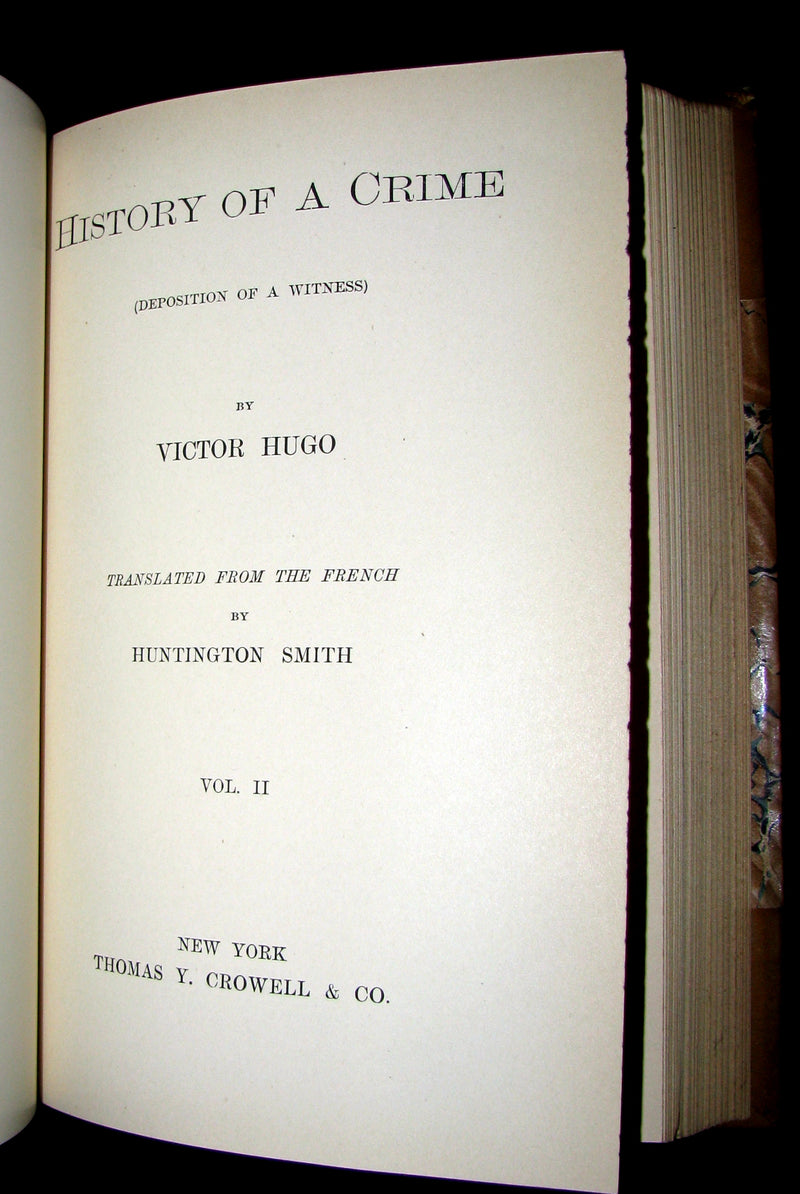 HISTORY OF A CRIME
(DEPOSITION OF A WITNESS)
BY
VICTOR HUGO
TRANSLATED FROM THE FRENCH
BY
HUNTINGTON SMITH
VOL. II
NEW YORK
THOMAS Y. CROWELL & CO.